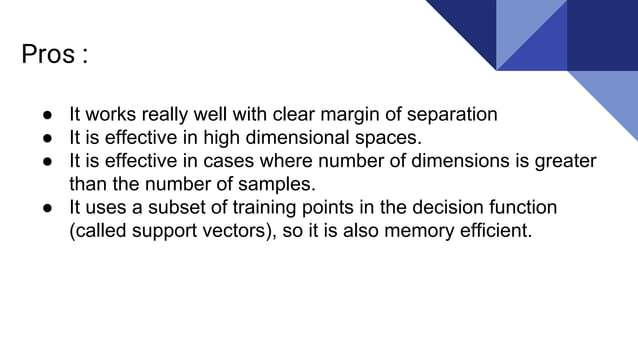 Pros :
● It works really well with clear margin of separation
● It is effective in high dimensional spaces.
● It is effective in cases where number of dimensions is greater
than the number of samples.
● It uses a subset of training points in the decision function
(called support vectors), so it is also memory efficient.